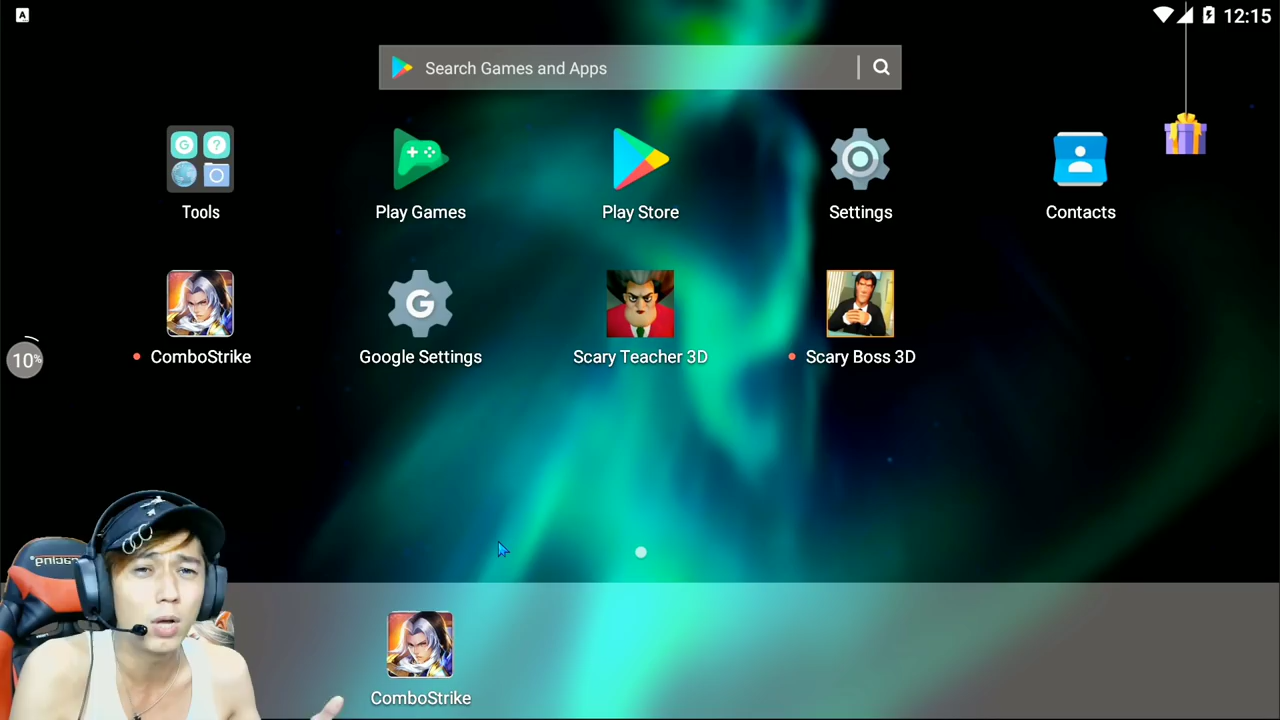 A
12:15
Search Games and Apps
Tools
Play Games
Play Store
Settings
Contacts
ComboStrike
Google Settings
Scary Teacher 3D
Scary Boss 3D
10%
ComboStrike